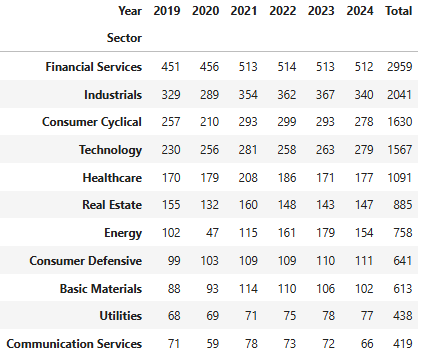 Year 2019 2020 2021 2022 2023 2024 Total
Sector
Financial Services 451 456 513 514 513 512 2959
Industrials 329 289 354 362 367 340 2041
Consumer Cyclical 257 210 293 299 293 278 1630
Technology 230 256 281 258 263 279 1567
Healthcare 170 179 208 186 171 177 1091
Real Estate 155 132 160 148 143 147 885
Energy 102 47 115 161 179 154 758
Consumer Defensive 99 103 109 109 110 111 641
Basic Materials 88 93 114 110 106 102 613
Utilities 68 69 71 75 78 77 438
Communication Services 71 59 78 73 72 66 419